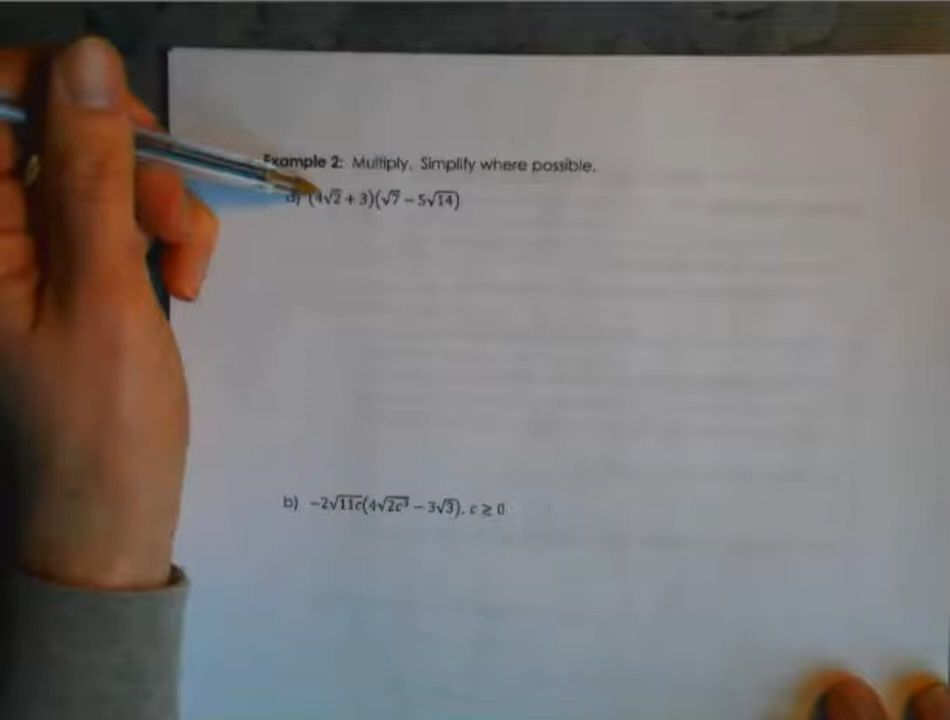 Example 2: Multiply. Simplify where possible.
a) (4√2 + 3)(√7 − 5√14)
b) −2√11c(4√2c³ − 3√3), c ≥ 0